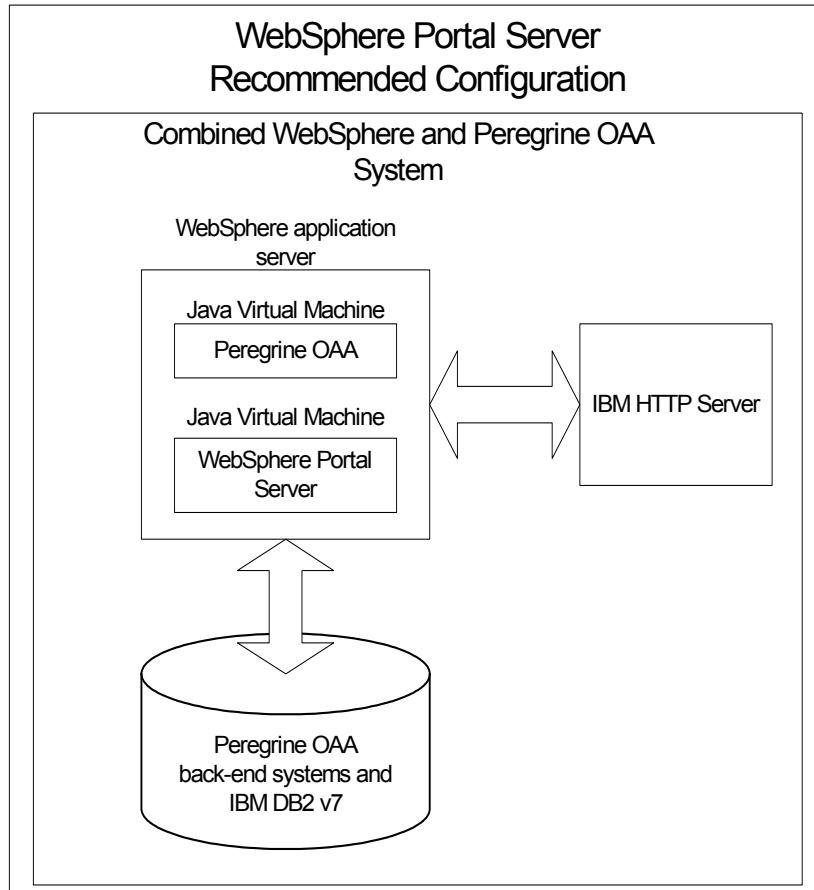 WebSphere Portal Server
Recommended Configuration
Combined WebSphere and Peregrine OAA
System
WebSphere application
server
Java Virtual Machine
Peregrine OAA
Java Virtual Machine
WebSphere Portal
Server
IBM HTTP Server
Peregrine OAA
back-end systems and
IBM DB2 v7